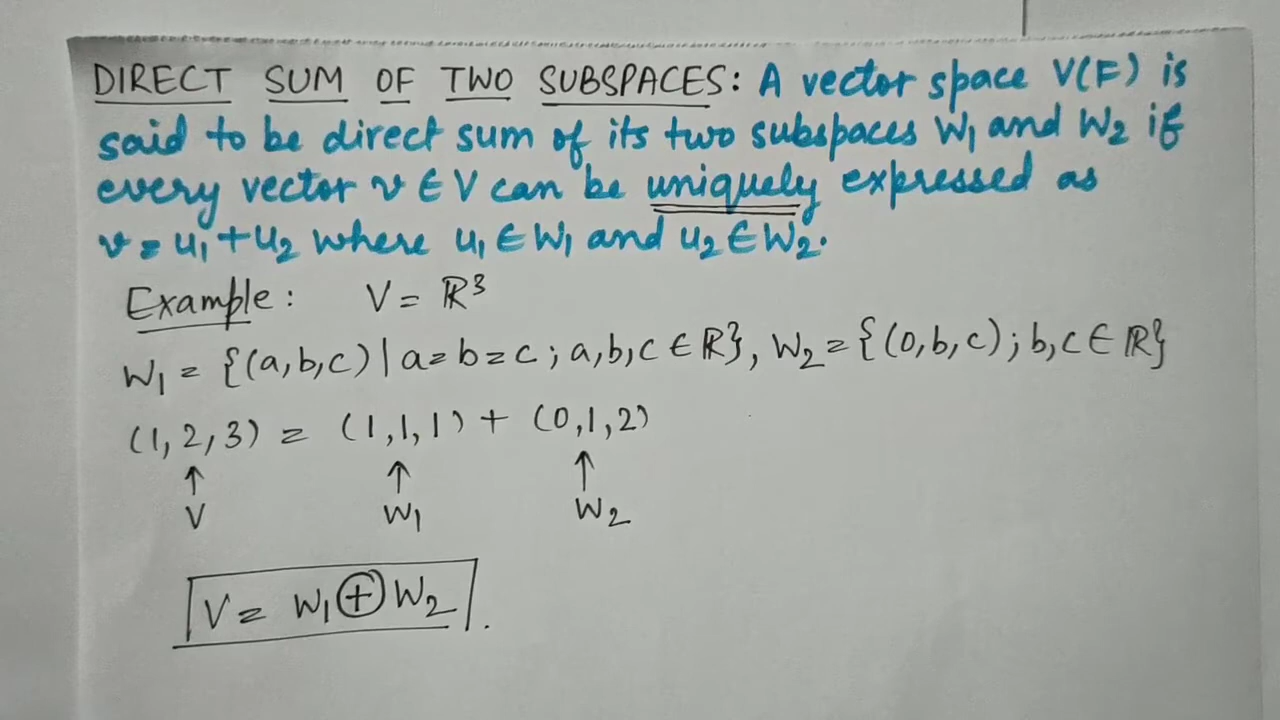 DIRECT SUM OF TWO SUBSPACES: A vector space V(F) is
said to be direct sum of its two subspaces W₁ and W₂ if
every vector v ∈ V can be uniquely expressed as
v = u₁ + u₂ where u₁ ∈ W₁ and u₂ ∈ W₂.
Example: V = ℝ³
W₁ = {(a,b,c) | a=b=c ; a,b,c ∈ ℝ}, W₂ = {(0,b,c) ; b,c ∈ ℝ}
(1,2,3) = (1,1,1) + (0,1,2)
↑ ↑ ↑
V W₁ W₂
V = W₁ ⊕ W₂.